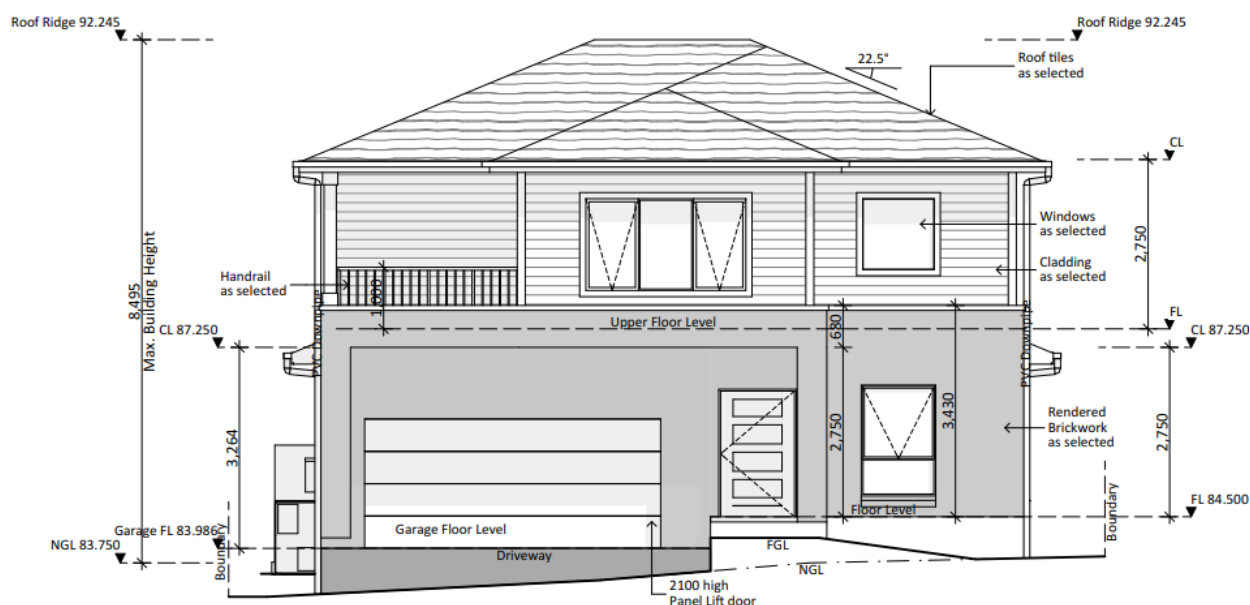 Roof Ridge 92.245
Roof Ridge 92.245
22.5°
Roof tiles
as selected
CL
Windows
as selected
Cladding
as selected
2,750
Handrail
as selected
1,000
8,495
Max. Building Height
PVC Downpipe
Upper Floor Level
680
FL
CL 87.250
CL 87.250
PVC Downpipe
3,264
2,750
3,430
Rendered
Brickwork
as selected
2,750
Garage FL 83.986
Garage Floor Level
Floor Level
FL 84.500
NGL 83.750
Boundary
Driveway
FGL
NGL
Boundary
2100 high
Panel Lift door